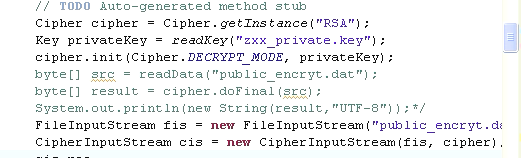 // TODO Auto-generated method stub
Cipher cipher = Cipher.getInstance("RSA");
Key privateKey = readKey("zxx_private.key");
cipher.init(Cipher.DECRYPT_MODE, privateKey);
byte[] src = readData("public_encryt.dat");
byte[] result = cipher.doFinal(src);
System.out.println(new String(result,"UTF-8"));*/
FileInputStream fis = new FileInputStream("public_encryt.da
CipherInputStream cis = new CipherInputStream(fis, cipher);